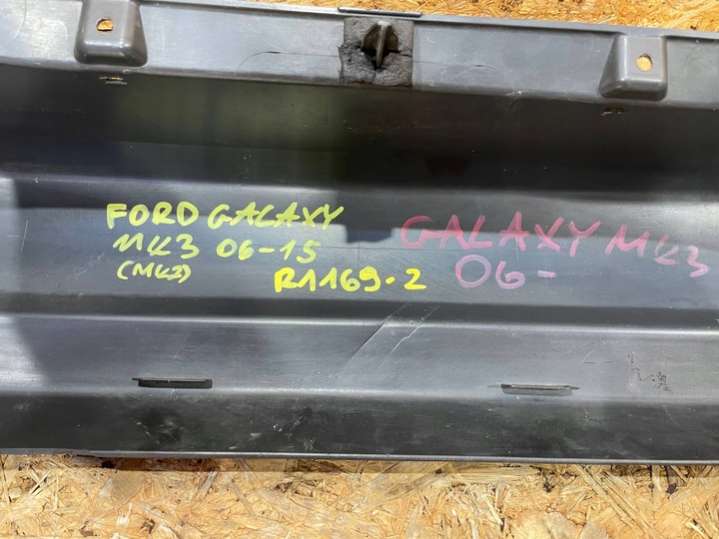 FORD GALAXY
MK3 06-15
(MK3)
R1169-2
GALAXY MK3
06-